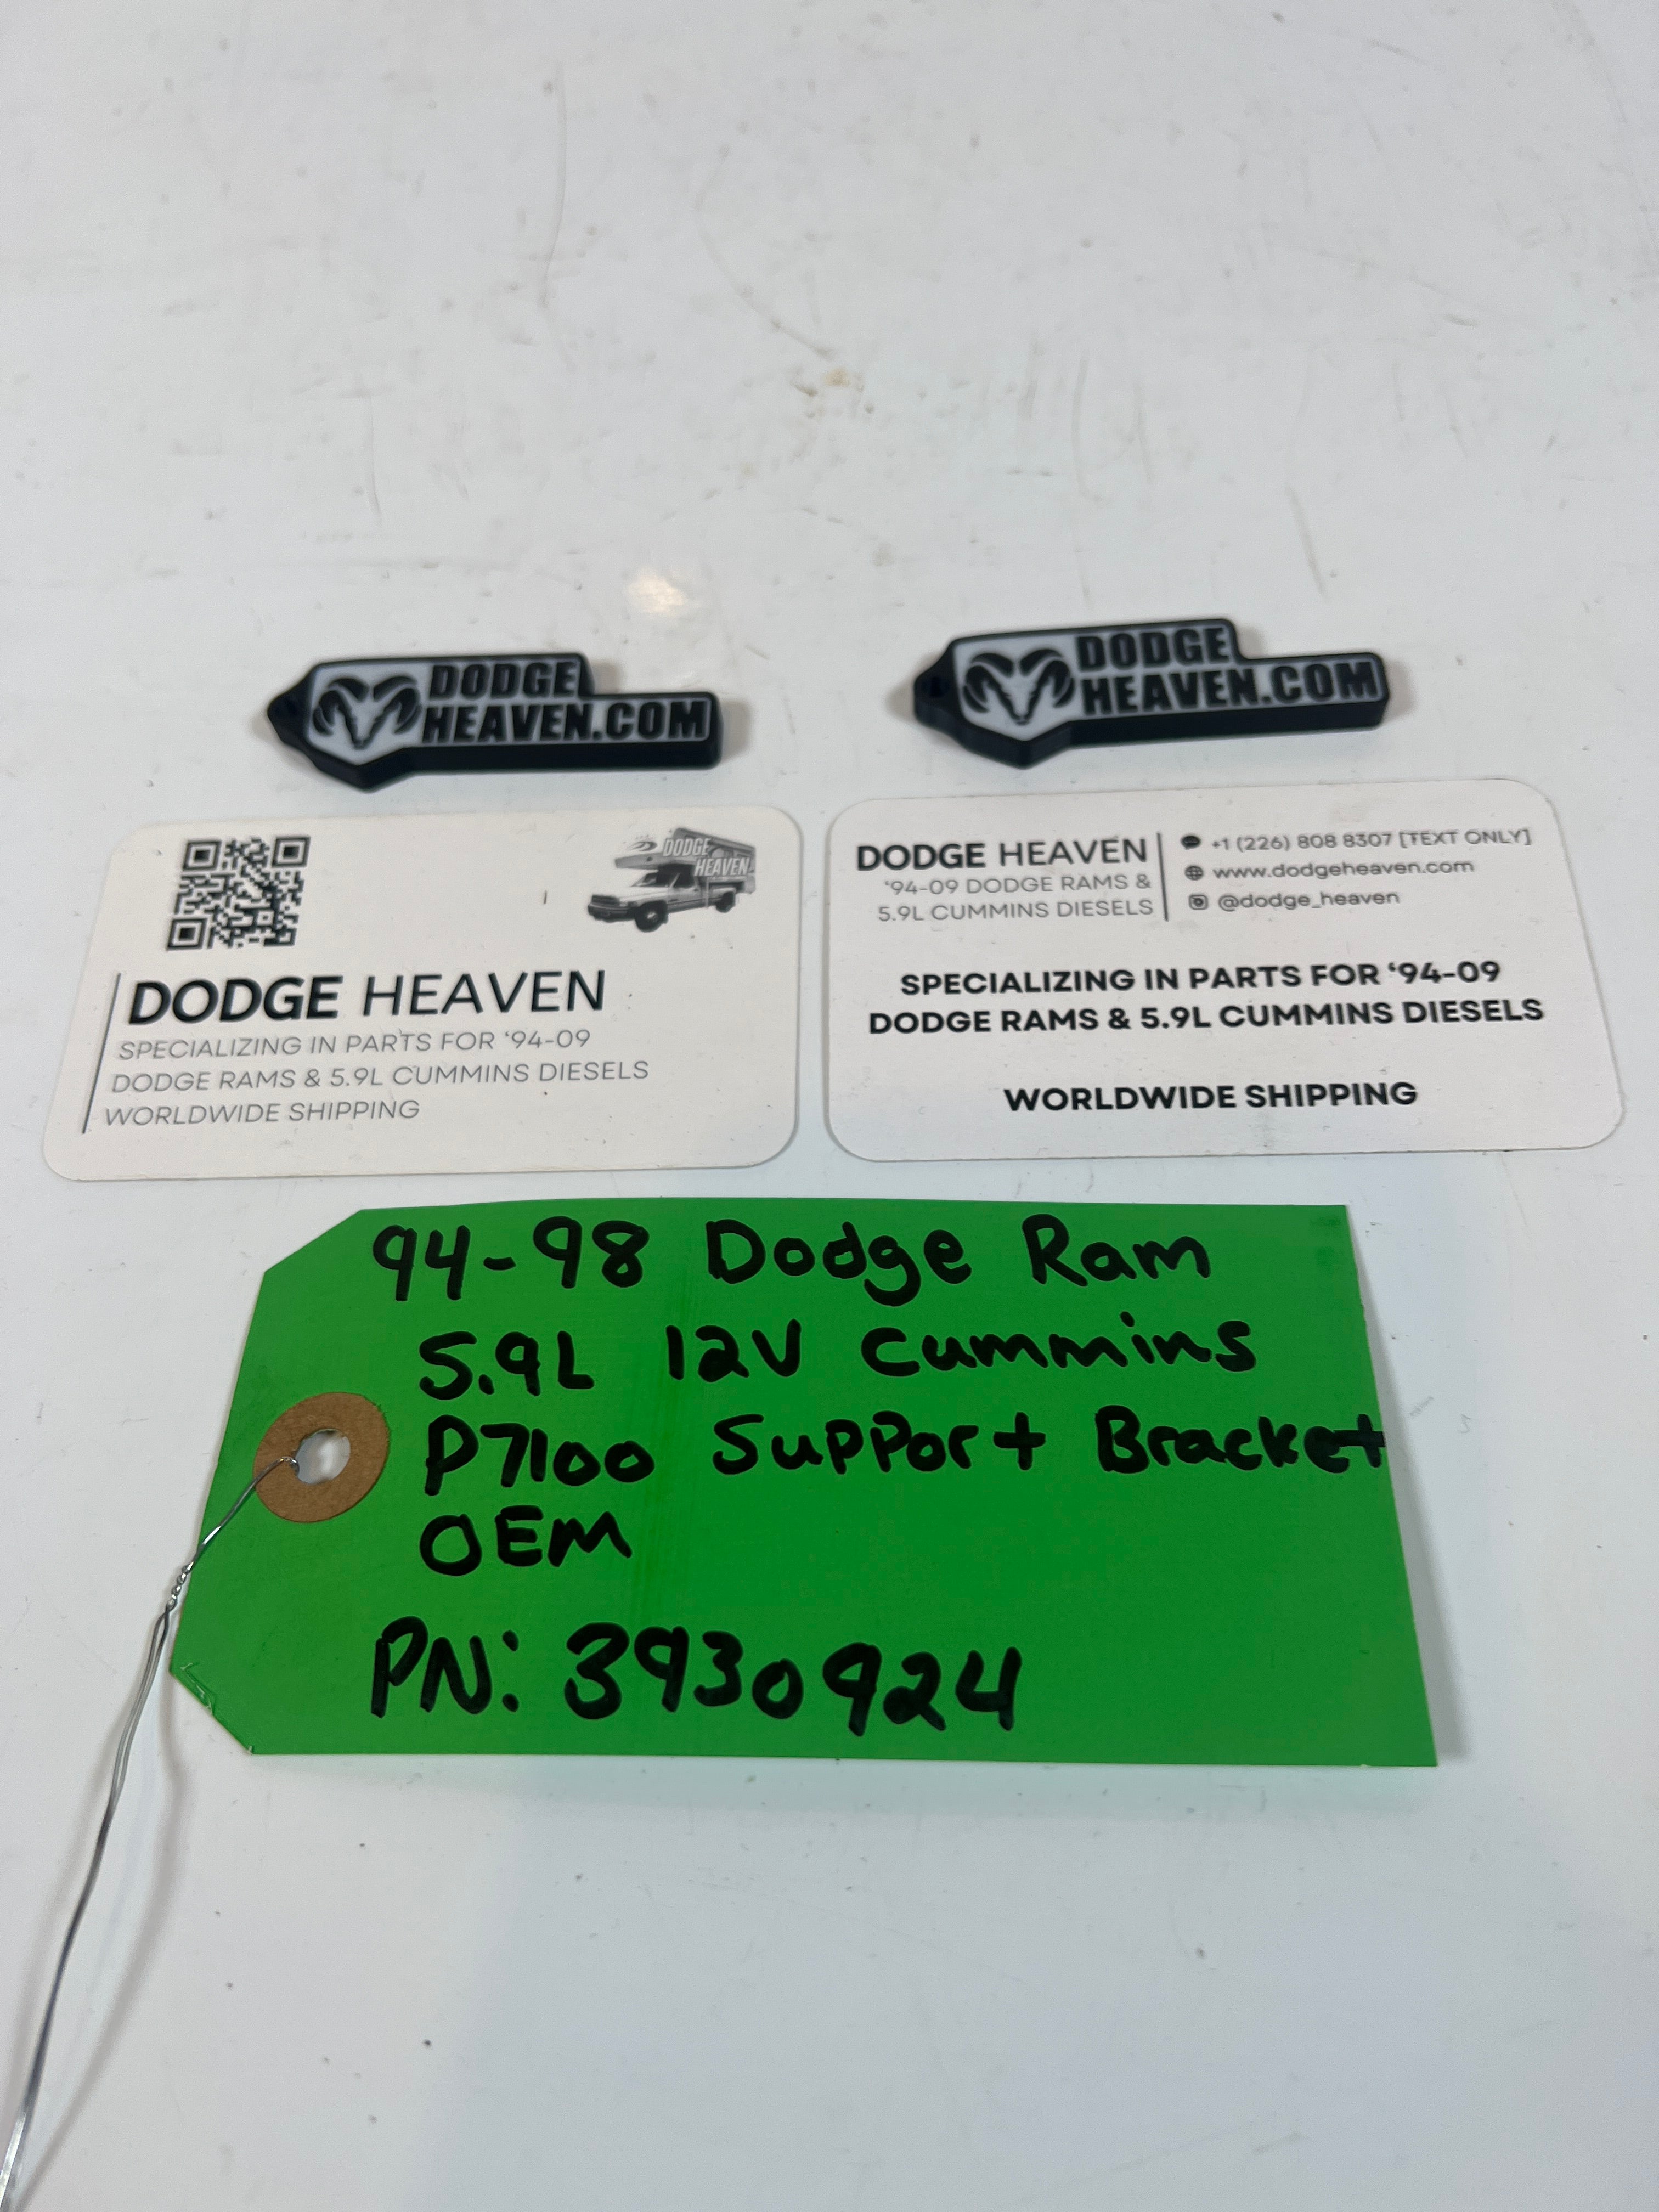 DODGE
HEAVEN.COM
DODGE
HEAVEN.COM
DODGE
HEAVEN
DODGE HEAVEN
SPECIALIZING IN PARTS FOR ‘94-09
DODGE RAMS & 5.9L CUMMINS DIESELS
WORLDWIDE SHIPPING
DODGE HEAVEN
‘94-09 DODGE RAMS &
5.9L CUMMINS DIESELS
+1 (226) 808 8307 [TEXT ONLY]
www.dodgeheaven.com
@dodge_heaven
SPECIALIZING IN PARTS FOR ‘94-09
DODGE RAMS & 5.9L CUMMINS DIESELS
WORLDWIDE SHIPPING
94-98 Dodge Ram
5.9L 12V Cummins
P7100 Support Bracket
OEM
PN: 3930924